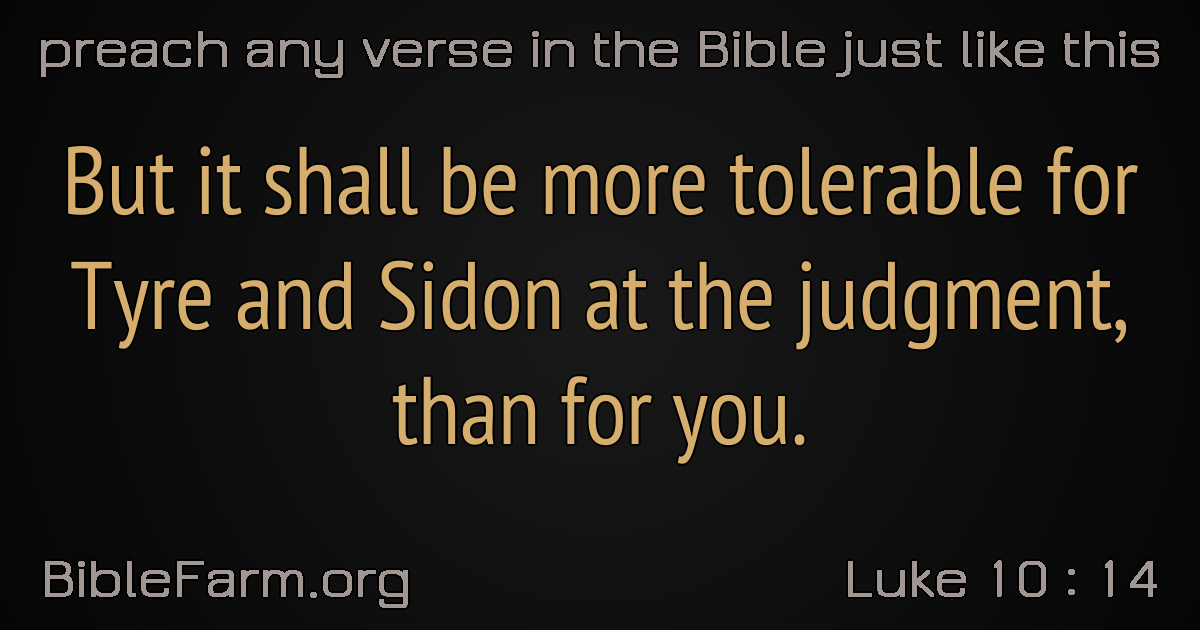 preach any verse in the Bible just like this
But it shall be more tolerable for
Tyre and Sidon at the judgment,
than for you.
BibleFarm.org
Luke 10 : 14